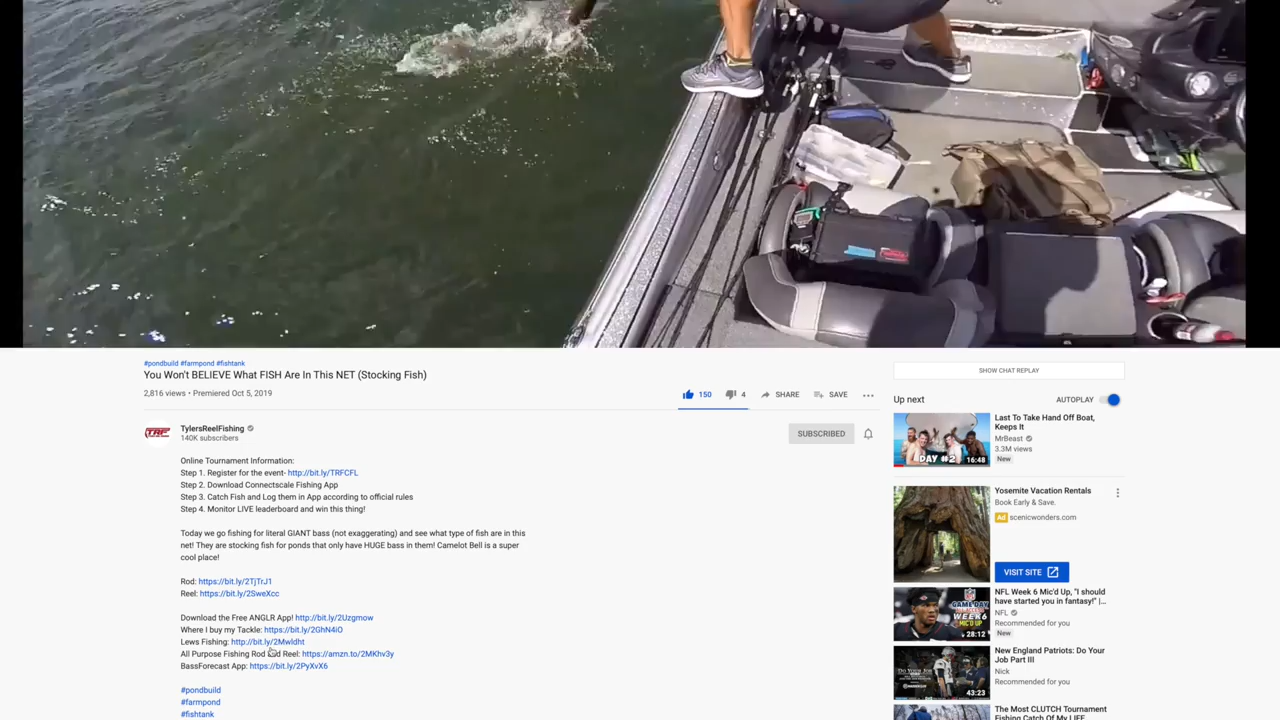 #pondbuild #farmpond #fishtank
You Won't BELIEVE What FISH Are In This NET (Stocking Fish)
2,816 views • Premiered Oct 5, 2019
150
4
SHARE
SAVE
TRF
TylersReelFishing
140K subscribers
SUBSCRIBED
Online Tournament Information:
Step 1. Register for the event- http://bit.ly/TRFCFL
Step 2. Download Connectscale Fishing App
Step 3. Catch Fish and Log them in App according to official rules
Step 4. Monitor LIVE leaderboard and win this thing!
Today we go fishing for literal GIANT bass (not exaggerating) and see what type of fish are in this
net! They are stocking fish for ponds that only have HUGE bass in them! Camelot Bell is a super
cool place!
Rod: https://bit.ly/2TjTrJ1
Reel: https://bit.ly/2SweXcc
Download the Free ANGLR App! http://bit.ly/2Uzgmow
Where I buy my Tackle: https://bit.ly/2GhN4iO
Lews Fishing: http://bit.ly/2Mwldht
All Purpose Fishing Rod and Reel: https://amzn.to/2MKhv3y
BassForecast App: https://bit.ly/2PyXvX6
#pondbuild
#farmpond
#fishtank
SHOW CHAT REPLAY
Up next
AUTOPLAY
DAY #2
16:48
Last To Take Hand Off Boat,
Keeps It
MrBeast
3.3M views
New
Yosemite Vacation Rentals
Book Early & Save.
Ad scenicwonders.com
VISIT SITE
GAME DAY
WEEK 6
MIC'D UP
28:12
NFL Week 6 Mic'd Up, "I should
have started you in fantasy!" |...
NFL
Recommended for you
New
DO YOUR
JOB
43:23
New England Patriots: Do Your
Job Part III
Nick
Recommended for you
The Most CLUTCH Tournament
Fishing Catch Of My LIFE